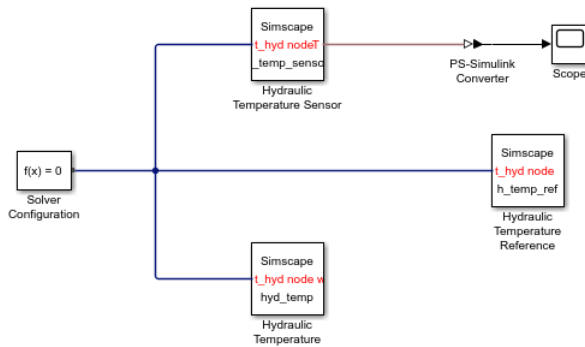 Simscape
t_hyd nodeT
_temp_senso
Hydraulic
Temperature Sensor
PS-Simulink
Converter
Scope
f(x) = 0
Solver
Configuration
Simscape
t_hyd node
h_temp_ref
Hydraulic
Temperature
Reference
Simscape
t_hyd node w
hyd_temp
Hydraulic
Temperature